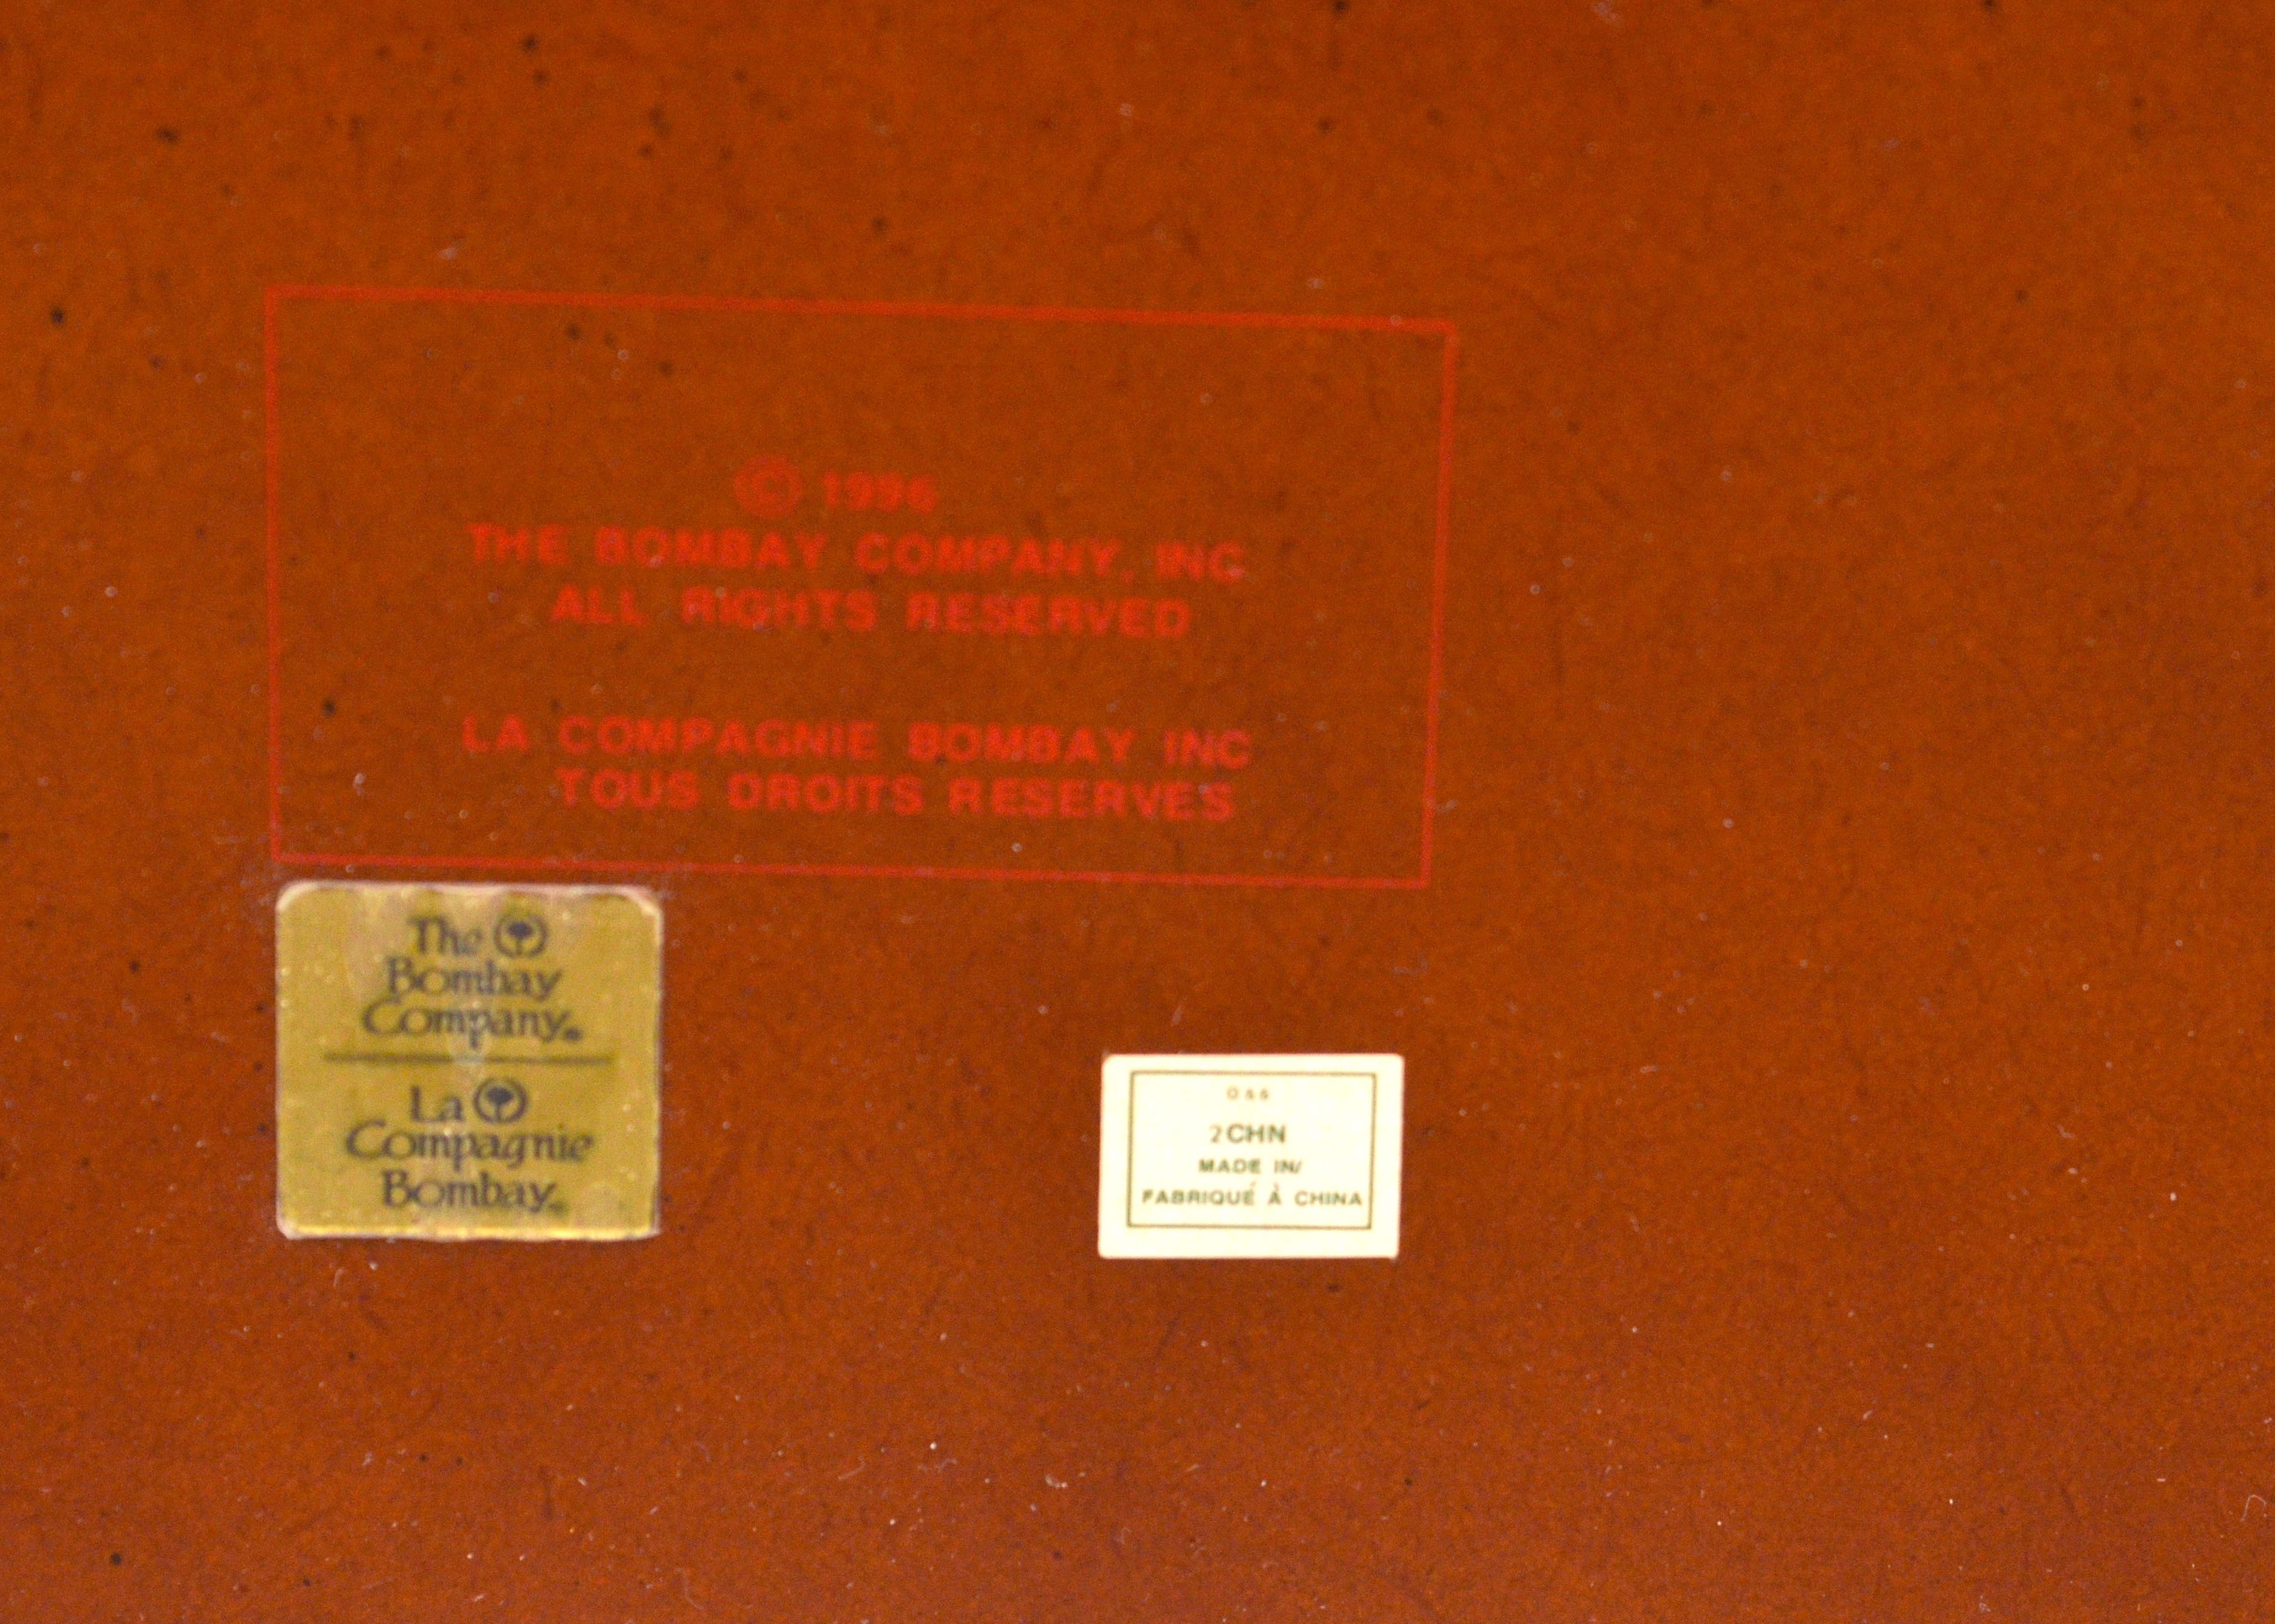 © 1996
THE BOMBAY COMPANY, INC
ALL RIGHTS RESERVED
LA COMPAGNIE BOMBAY INC
TOUS DROITS RESERVES
The
Bombay
Company®
La
Compagnie
Bombay
2CHN
MADE IN/
FABRIQUÉ À CHINA